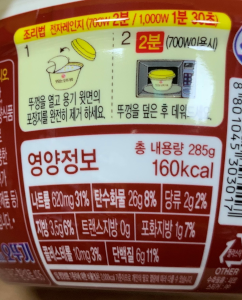 조리법 전자레인지 (700W 2분 / 1,000W 1분 30초)
1
2 2분 (700W이용시)
뚜껑을 열고 용기 윗면의
포장지를 완전히 제거 하세요
뚜껑을 덮은 후 데워
영양정보
총 내용량 285g
160kcal
나트륨 620mg 31% 탄수화물 26g 8% 당류 2g 2%
지방 3.5g 6% 트랜스지방 0g 포화지방 1g 7%
콜레스테롤 10mg 3% 단백질 6g 11%
OTHER